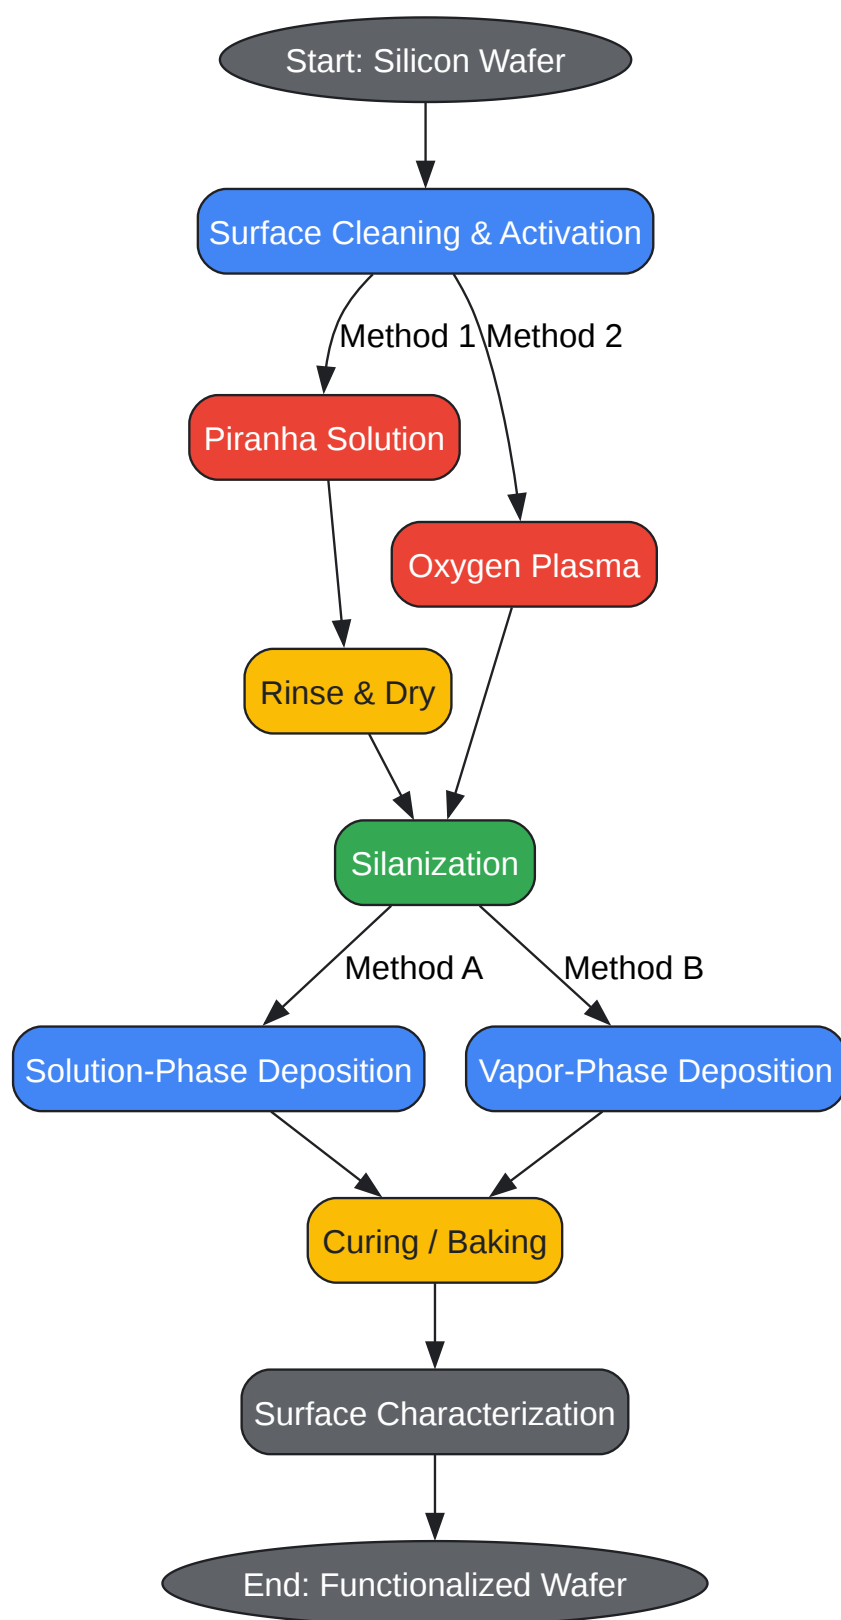 Start: Silicon Wafer
Surface Cleaning & Activation
Method 1
Method 2
Piranha Solution
Oxygen Plasma
Rinse & Dry
Silanization
Method A
Method B
Solution-Phase Deposition
Vapor-Phase Deposition
Curing / Baking
Surface Characterization
End: Functionalized Wafer